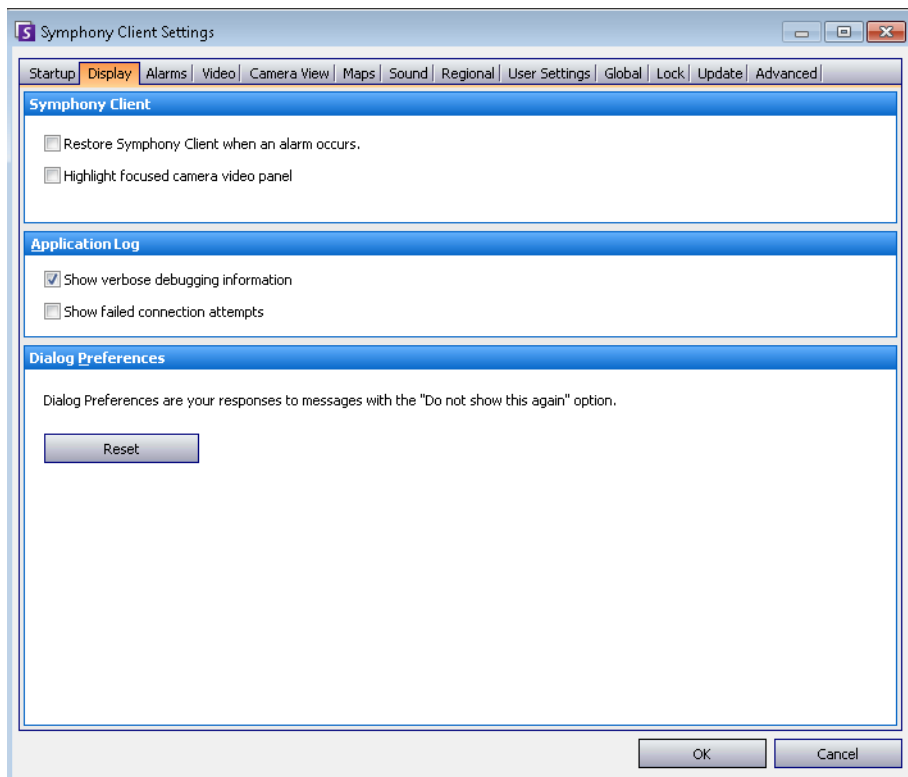 Symphony Client Settings
Startup Display Alarms Video Camera View Maps Sound Regional User Settings Global Lock Update Advanced
Symphony Client
Restore Symphony Client when an alarm occurs.
Highlight focused camera video panel
Application Log
Show verbose debugging information
Show failed connection attempts
Dialog Preferences
Dialog Preferences are your responses to messages with the "Do not show this again" option.
Reset
OK Cancel